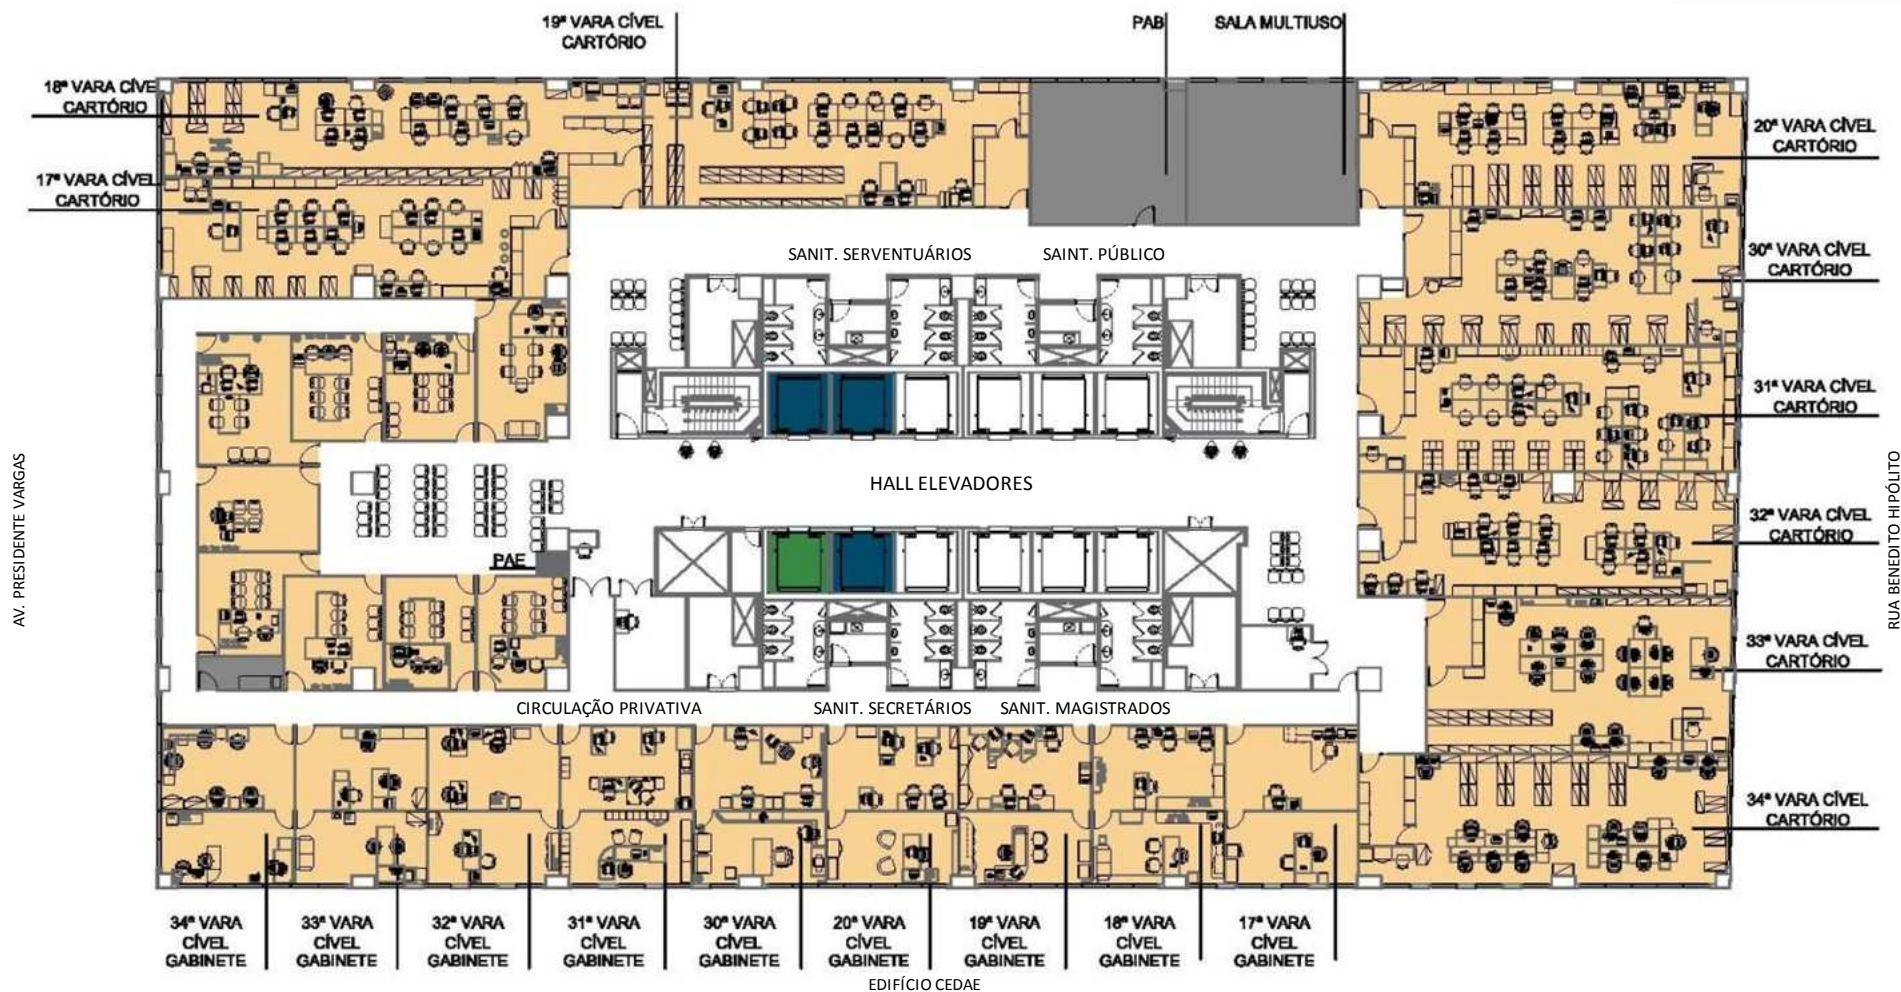 19ª VARA CÍVEL
CARTÓRIO
PAB
SALA MULTIUSO
18ª VARA CÍVE
CARTÓRIO
17ª VARA CÍVEL
CARTÓRIO
20ª VARA CÍVEL
CARTÓRIO
SANIT. SERVENTUÁRIOS
SAINT. PÚBLICO
30ª VARA CÍVEL
CARTÓRIO
31ª VARA CÍVEL
CARTÓRIO
AV. PRESIDENTE VARGAS
HALL ELEVADORES
RUA BENEDITO HIPÓLITO
32ª VARA CÍVEL
CARTÓRIO
PAE
33ª VARA CÍVEL
CARTÓRIO
CIRCULAÇÃO PRIVATIVA
SANIT. SECRETÁRIOS
SANIT. MAGISTRADOS
34ª VARA CÍVEL
CARTÓRIO
34ª VARA
CÍVEL
GABINETE
33ª VARA
CÍVEL
GABINETE
32ª VARA
CÍVEL
GABINETE
31ª VARA
CÍVEL
GABINETE
30ª VARA
CÍVEL
GABINETE
20ª VARA
CÍVEL
GABINETE
19ª VARA
CÍVEL
GABINETE
18ª VARA
CÍVEL
GABINETE
17ª VARA
CÍVEL
GABINETE
EDIFÍCIO CEDAE